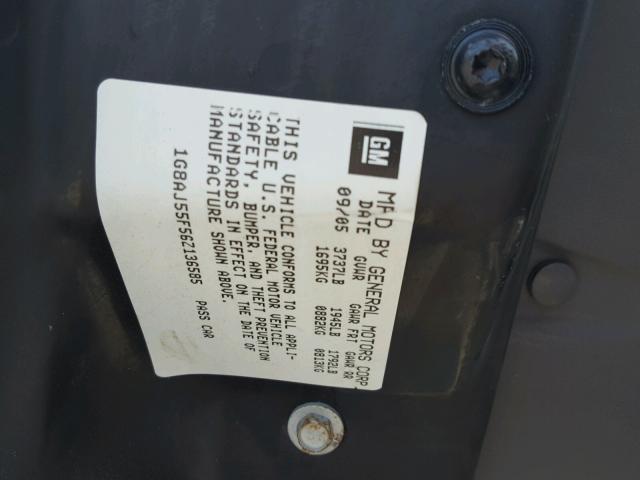 GM
MFD BY GENERAL MOTORS CORP
DATE GVWR GAWR FRT GAWR RR
09/05 3737LB 1945LB 1792LB
1695KG 0882KG 0813KG
THIS VEHICLE CONFORMS TO ALL APPLI-
CABLE U.S. FEDERAL MOTOR VEHICLE
SAFETY, BUMPER, AND THEFT PREVENTION
STANDARDS IN EFFECT ON THE DATE OF
MANUFACTURE SHOWN ABOVE.
1G8AJ55F56Z136585 PASS CAR